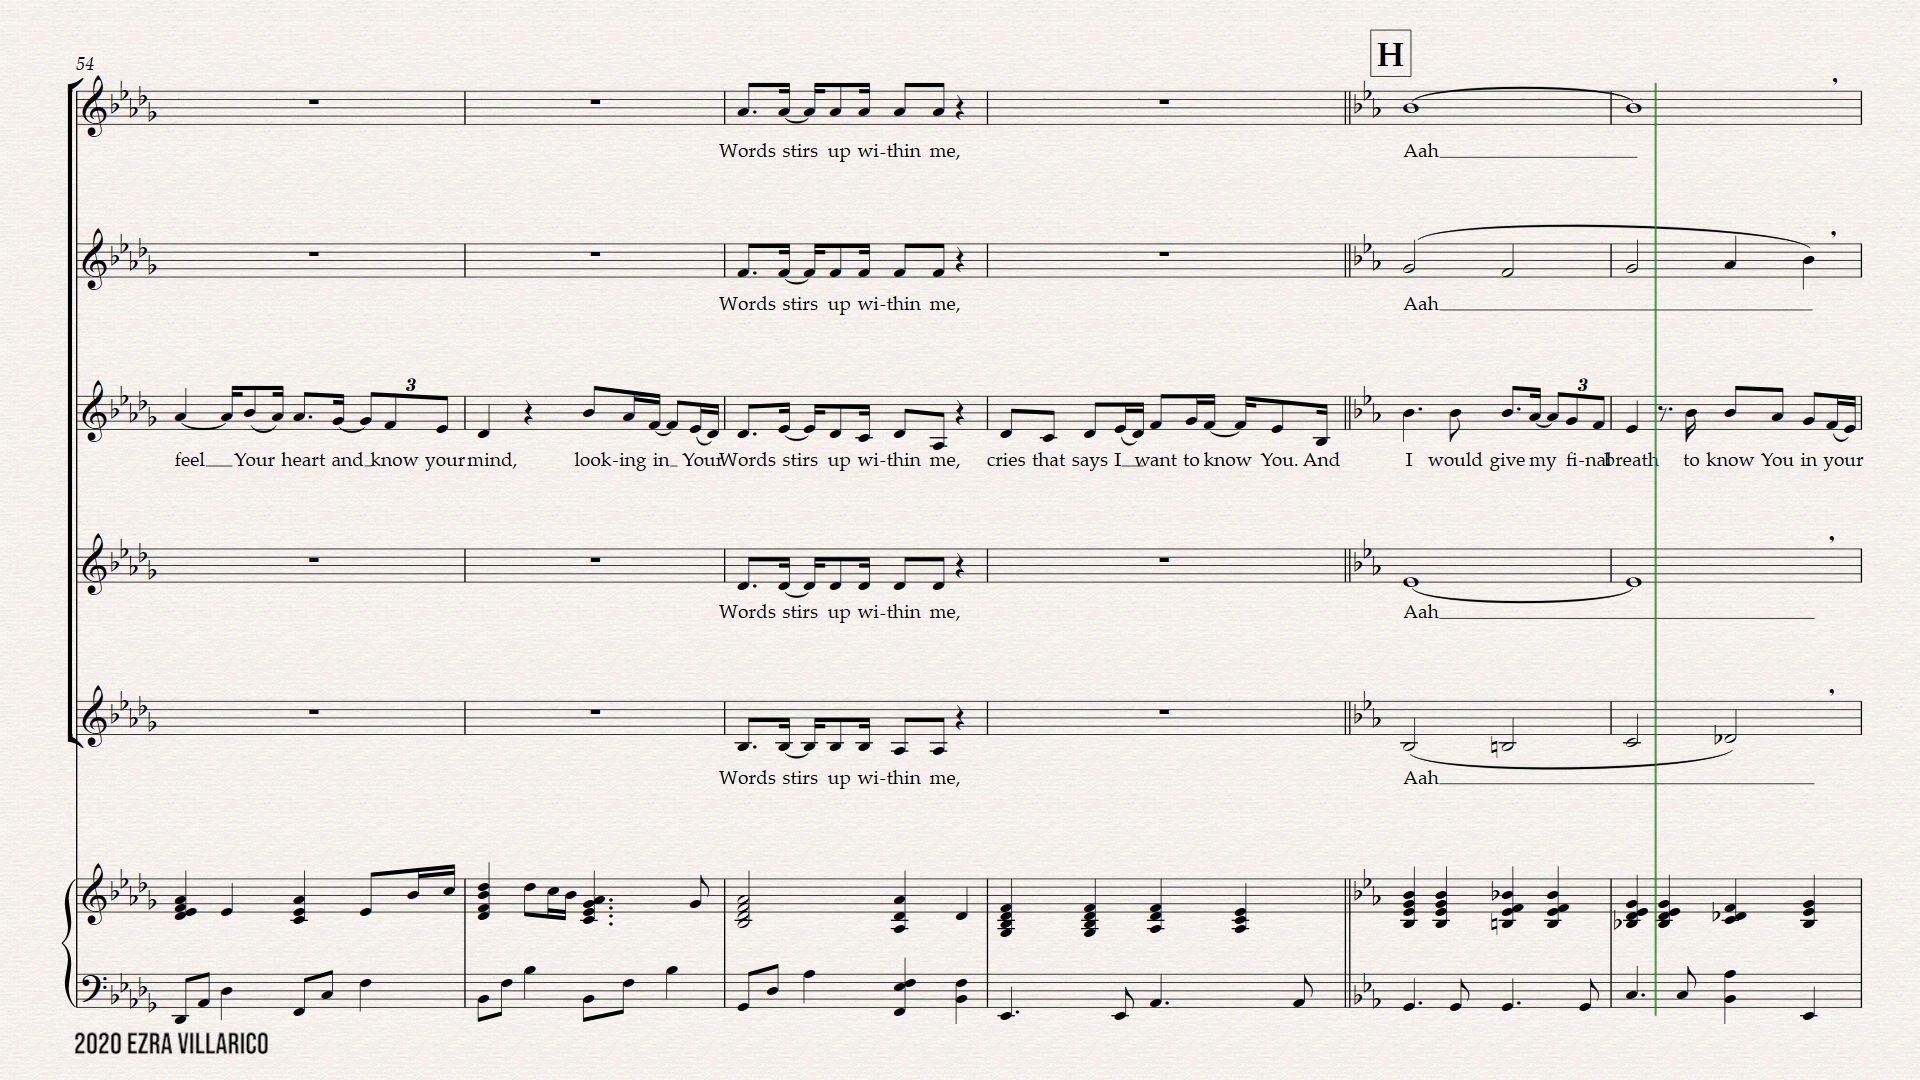 H
54
Words stirs up wi-thin me,
Aah
Words stirs up wi-thin me,
Aah
3
3
feel Your heart and know your mind, look-ing in Your Words stirs up wi-thin me, cries that says I want to know You. And I would give my fi-nal breath to know You in your
Words stirs up wi-thin me,
Aah
Words stirs up wi-thin me,
Aah
2020 EZRA VILLARICO